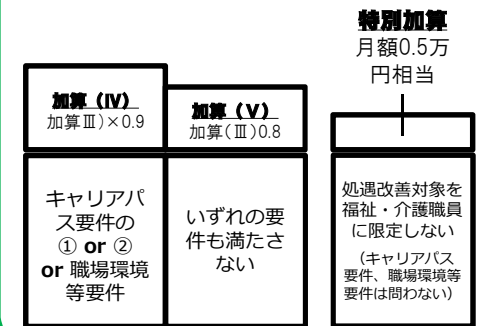 特別加算
月額0.5万
円相当
加算（Ⅳ）
加算Ⅲ)×0.9
加算（Ⅴ）
加算(Ⅲ)0.8
キャリアパ
ス要件の
① or ②
or 職場環境
等要件
いずれの要
件も満たさ
ない
処遇改善対象を
福祉・介護職員
に限定しない
（キャリアパス
要件、職場環境等
要件は問わない）